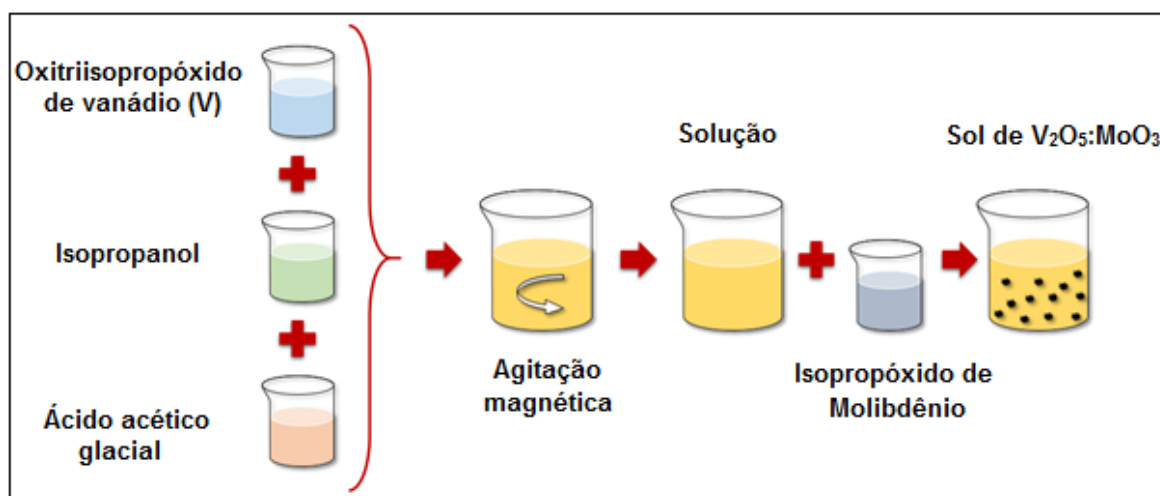 Oxitriisopropóxido
de vanádio (V)
Isopropanol
Ácido acético
glacial
Agitação
magnética
Solução
Isopropóxido de
Molibdênio
Sol de V₂O₅:MoO₃